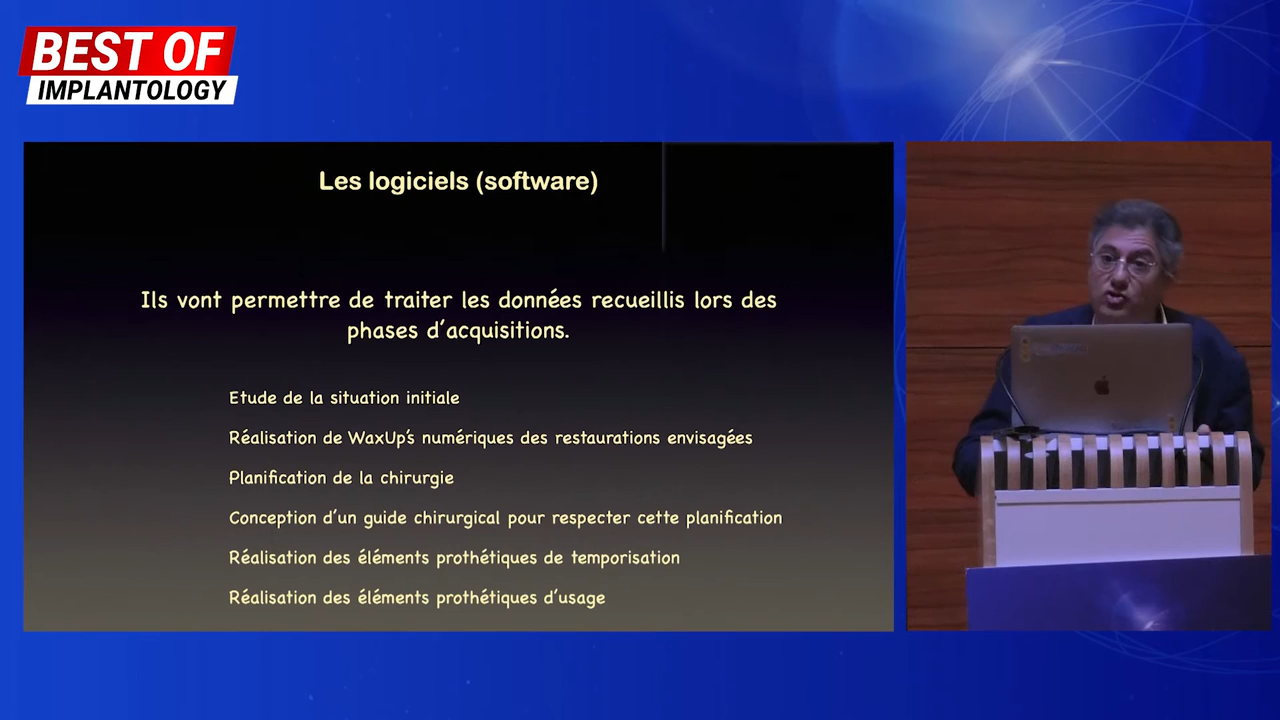 BEST OF
IMPLANTOLOGY
Les logiciels (software)
Ils vont permettre de traiter les données recueillis lors des
phases d'acquisitions.
Etude de la situation initiale
Réalisation de WaxUp's numériques des restaurations envisagées
Planification de la chirurgie
Conception d'un guide chirurgical pour respecter cette planification
Réalisation des éléments prothétiques de temporisation
Réalisation des éléments prothétiques d'usage